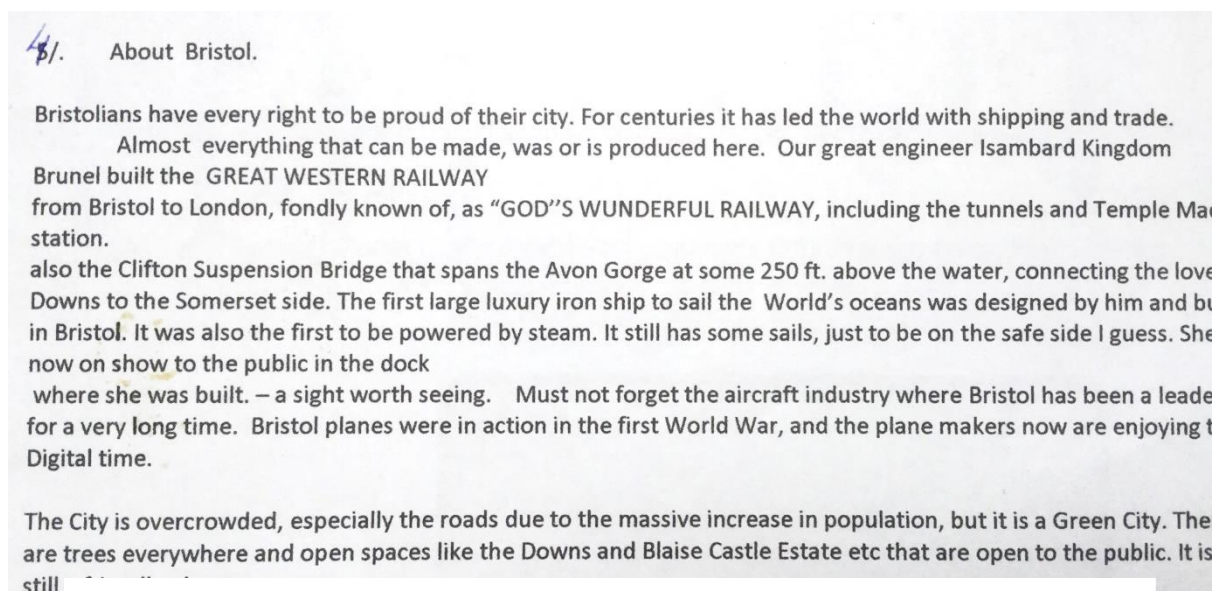 4/. About Bristol.
Bristolians have every right to be proud of their city. For centuries it has led the world with shipping and trade.
Almost everything that can be made, was or is produced here. Our great engineer Isambard Kingdom
Brunel built the GREAT WESTERN RAILWAY
from Bristol to London, fondly known of, as “GOD”S WUNDERFUL RAILWAY, including the tunnels and Temple
station.
also the Clifton Suspension Bridge that spans the Avon Gorge at some 250 ft. above the water, connecting the
Downs to the Somerset side. The first large luxury iron ship to sail the World’s oceans was designed by him and
in Bristol. It was also the first to be powered by steam. It still has some sails, just to be on the safe side I guess.
now on show to the public in the dock
where she was built. – a sight worth seeing. Must not forget the aircraft industry where Bristol has been a
for a very long time. Bristol planes were in action in the first World War, and the plane makers now are enjoying
Digital time.
The City is overcrowded, especially the roads due to the massive increase in population, but it is a Green City.
are trees everywhere and open spaces like the Downs and Blaise Castle Estate etc that are open to the public. It is
still